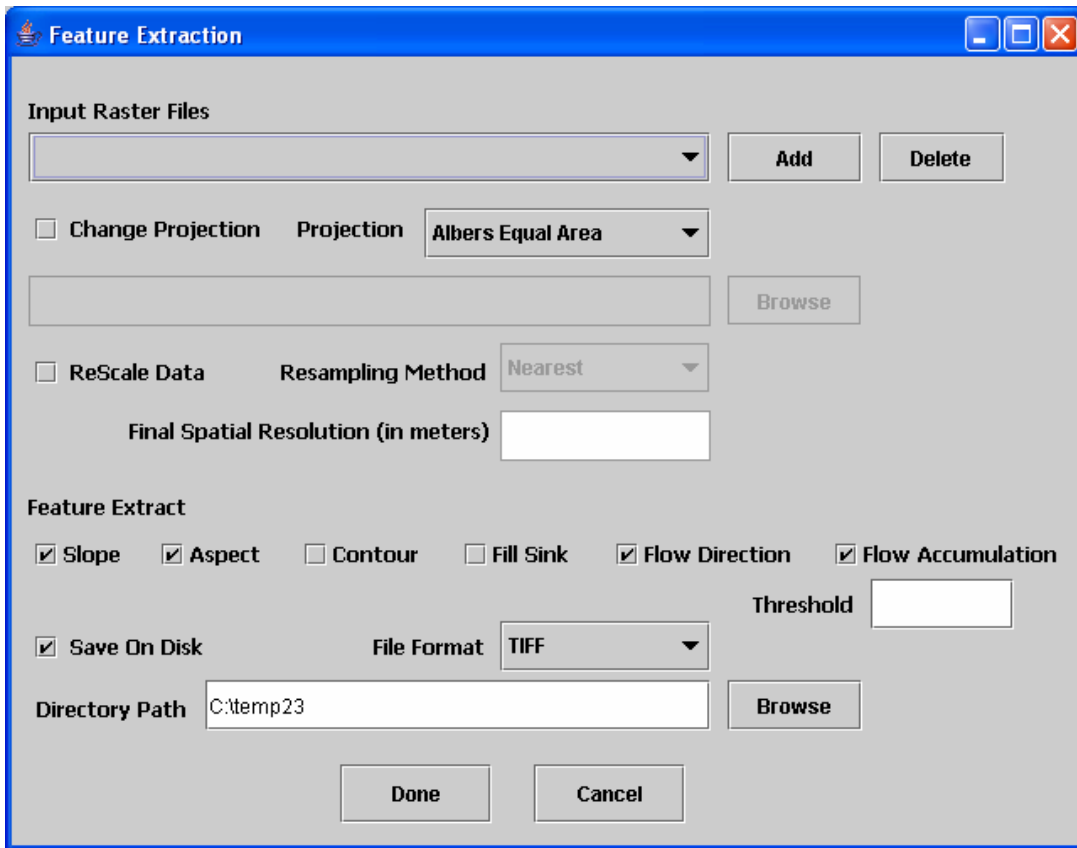 Feature Extraction
Input Raster Files
Add Delete
Change Projection Projection Albers Equal Area
Browse
ReScale Data Resampling Method Nearest
Final Spatial Resolution (in meters)
Feature Extract
Slope Aspect Contour Fill Sink Flow Direction Flow Accumulation
Threshold
Save On Disk File Format TIFF
Directory Path C:\temp23 Browse
Done Cancel